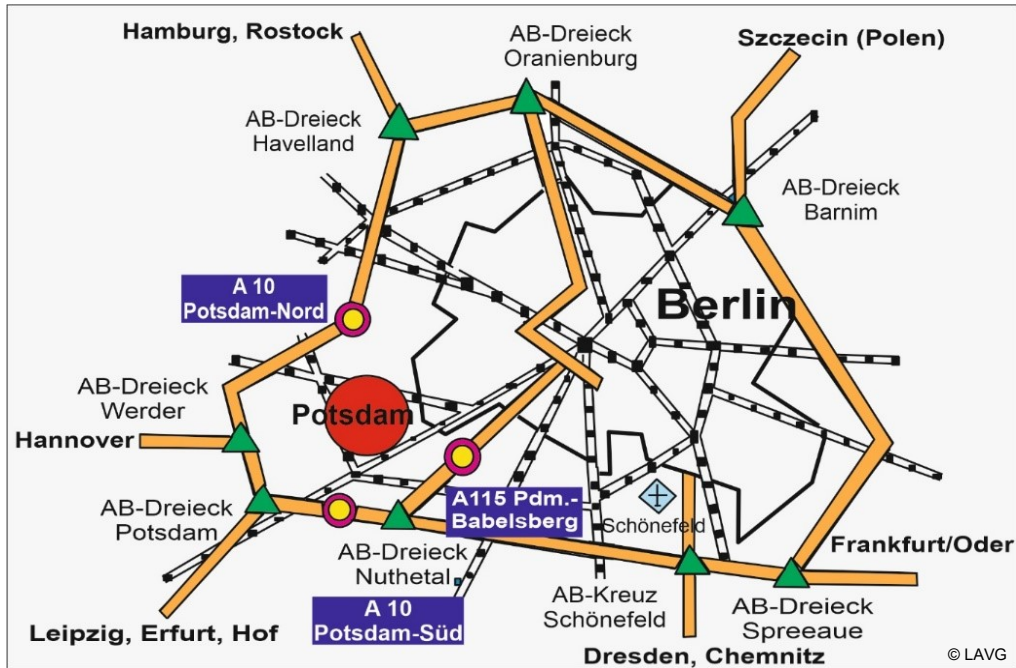 Hamburg, Rostock
AB-Dreieck
Oranienburg
Szczecin (Polen)
AB-Dreieck
Havelland
AB-Dreieck
Barnim
A 10
Potsdam-Nord
Berlin
AB-Dreieck
Werder
Potsdam
Hannover
AB-Dreieck
Potsdam
A115 Pdm.-
Babelsberg
Schönefeld
AB-Dreieck
Nuthetal
Frankfurt/Oder
A 10
Potsdam-Süd
AB-Kreuz
Schönefeld
AB-Dreieck
Spreeaue
Leipzig, Erfurt, Hof
Dresden, Chemnitz
© LAVG